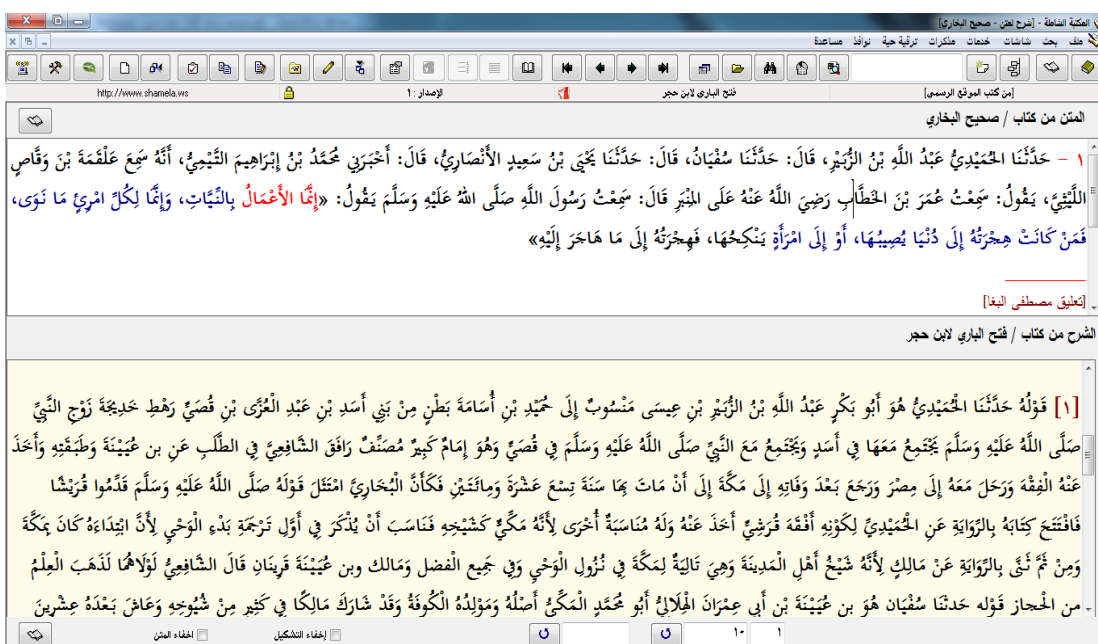 المكتبة الشاملة - [شرح لمتن - صحيح البخاري]
ملف بحث شاشات خدمات مذكرات ترقية حية نوافذ مساعدة
[من كتب الموقع الرسمي] فتح الباري لابن حجر الإصدار : ١ http://www.shamela.ws
المتن من كتاب / صحيح البخاري
١ - حَدَّثَنَا الحُمَيْدِيُّ عَبْدُ اللَّهِ بْنُ الزُّبَيْرِ، قَالَ: حَدَّثَنَا سُفْيَانُ، قَالَ: حَدَّثَنَا يَحْيَى بْنُ سَعِيدٍ الأَنْصَارِيُّ، قَالَ: أَخْبَرَنِي مُحَمَّدُ بْنُ إِبْرَاهِيمَ التَّيْمِيُّ، أَنَّهُ سَمِعَ عَلْقَمَةَ بْنَ وَقَّاصٍ
اللَّيْثِيَّ، يَقُولُ: سَمِعْتُ عُمَرَ بْنَ الخَطَّابِ رَضِيَ اللَّهُ عَنْهُ عَلَى المِنْبَرِ قَالَ: سَمِعْتُ رَسُولَ اللَّهِ صَلَّى اللهُ عَلَيْهِ وَسَلَّمَ يَقُولُ: «إِنَّمَا الأَعْمَالُ بِالنِّيَّاتِ، وَإِنَّمَا لِكُلِّ امْرِئٍ مَا نَوَى،
فَمَنْ كَانَتْ هِجْرَتُهُ إِلَى دُنْيَا يُصِيبُهَا، أَوْ إِلَى امْرَأَةٍ يَنْكِحُهَا، فَهِجْرَتُهُ إِلَى مَا هَاجَرَ إِلَيْهِ»
[تعليق مصطفى البغا]
الشرح من كتاب / فتح الباري لابن حجر
[١] قَوْلُهُ حَدَّثَنَا الْحُمَيْدِيُّ هُوَ أَبُو بَكْرٍ عَبْدُ اللَّهِ بْنُ الزُّبَيْرِ بْنِ عِيسَى مَنْسُوبٌ إِلَى حُمَيْدِ بْنِ أُسَامَةَ بَطْنٍ مِنْ بَنِي أَسَدِ بْنِ عَبْدِ الْعُزَّى بْنِ قُصَيٍّ رَهْطِ خَدِيجَةَ زَوْجِ النَّبِيِّ
صَلَّى اللَّهُ عَلَيْهِ وَسَلَّمَ يَجْتَمِعُ مَعَهَا فِي أَسَدٍ وَيَجْتَمِعُ مَعَ النَّبِيِّ صَلَّى اللَّهُ عَلَيْهِ وَسَلَّمَ فِي قُصَيٍّ وَهُوَ إِمَامٌ كَبِيرٌ مُصَنِّفٌ رَافَقَ الشَّافِعِيَّ فِي الطَّلَبِ عَنِ بن عُيَيْنَةَ وَطَبَقَتِهِ وَأَخَذَ
عَنْهُ الْفِقْهَ وَرَحَلَ مَعَهُ إِلَى مِصْرَ وَرَجَعَ بَعْدَ وَفَاتِهِ إِلَى مَكَّةَ إِلَى أَنْ مَاتَ بِهَا سَنَةَ تِسْعَ عَشْرَةَ وَمِائَتَيْنِ فَكَأَنَّ الْبُخَارِيَّ امْتَثَلَ قَوْلَهُ صَلَّى اللَّهُ عَلَيْهِ وَسَلَّمَ قَدِّمُوا قُرَيْشًا
فَافْتَتَحَ كِتَابَهُ بِالرِّوَايَةِ عَنِ الْحُمَيْدِيِّ لِكَوْنِهِ أَفْقَهَ قُرَشِيٍّ أَخَذَ عَنْهُ وَلَهُ مُنَاسَبَةٌ أُخْرَى لِأَنَّهُ مَكِّيٌّ كَشَيْخِهِ فَنَاسَبَ أَنْ يُذْكَرَ فِي أَوَّلِ تَرْجَمَةِ بَدْءِ الْوَحْيِ لِأَنَّ ابْتِدَاءَهُ كَانَ بِمَكَّةَ
وَمِنْ ثَمَّ ثَنَّى بِالرِّوَايَةِ عَنْ مَالِكٍ لِأَنَّهُ شَيْخُ أَهْلِ الْمَدِينَةِ وَهِيَ تَالِيَةٌ لِمَكَّةَ فِي نُزُولِ الْوَحْيِ وَفِي جَمِيعِ الْفضل وَمَالك وبن عُيَيْنَةَ قَرِينَانِ قَالَ الشَّافِعِيُّ لَوْلَاهُمَا لَذَهَبَ الْعِلْمُ
من الْحجاز قَوْله حَدثنَا سُفْيَان هُوَ بن عُيَيْنَةَ بْنِ أَبِي عِمْرَانَ الْهِلَالِيُّ أَبُو مُحَمَّدٍ الْمَكِّيُّ أَصْلُهُ وَمَوْلِدُهُ الْكُوفَةُ وَقَدْ شَارَكَ مَالِكًا فِي كَثِيرٍ مِنْ شُيُوخِهِ وَعَاشَ بَعْدَهُ عِشْرِينَ
١ ١٠ إخفاء التشكيل اخفاء المتن